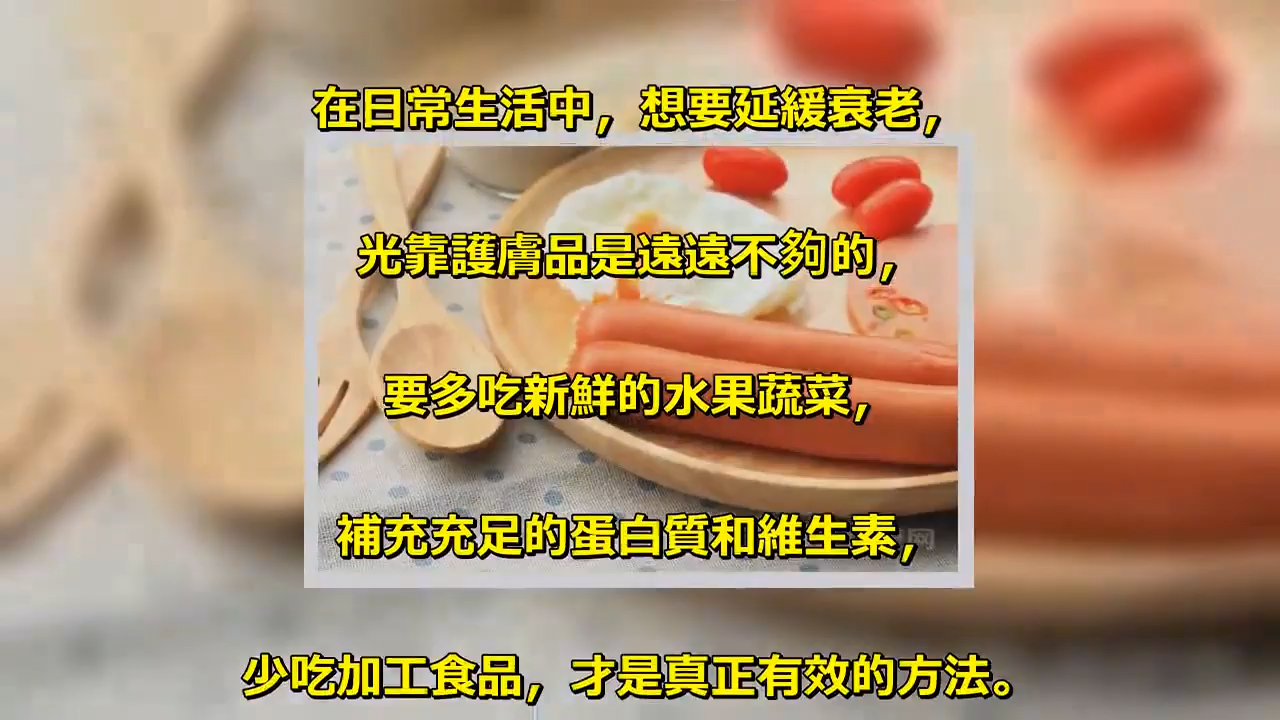 在日常生活中，想要延緩衰老，
光靠護膚品是遠遠不夠的，
要多吃新鮮的水果蔬菜，
補充充足的蛋白質和維生素，
网
少吃加工食品，才是真正有效的方法。